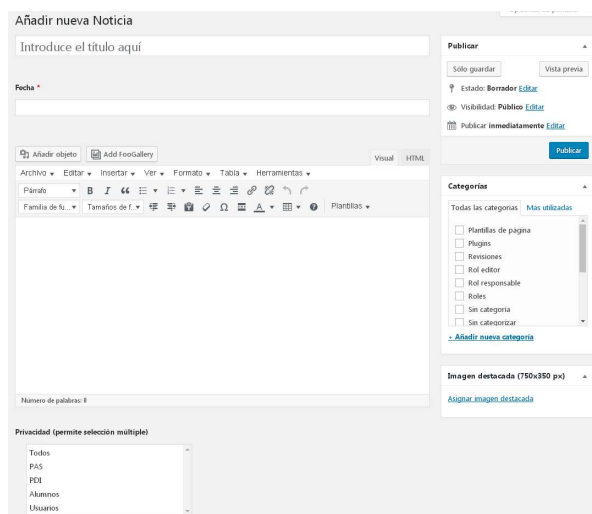 Añadir nueva Noticia
Introduce el título aquí
Fecha *
Añadir objeto Add FooGallery
Visual HTML
Archivo Editar Insertar Ver Formato Tabla Herramientas
Párrafo
Familia de fu... Tamaños de f... Plantillas
Número de palabras: 0
Privacidad (permite selección múltiple)
Todos
PAS
PDI
Alumnos
Usuarios
Publicar
Sólo guardar Vista previa
Estado: Borrador Editar
Visibilidad: Público Editar
Publicar inmediatamente Editar
Publicar
Categorías
Todas las categorías Más utilizadas
Plantillas de página
Plugins
Revisiones
Rol editor
Rol responsable
Roles
Sin categoría
Sin categorizar
+ Añadir nueva categoría
Imagen destacada (750x350 px)
Asignar imagen destacada